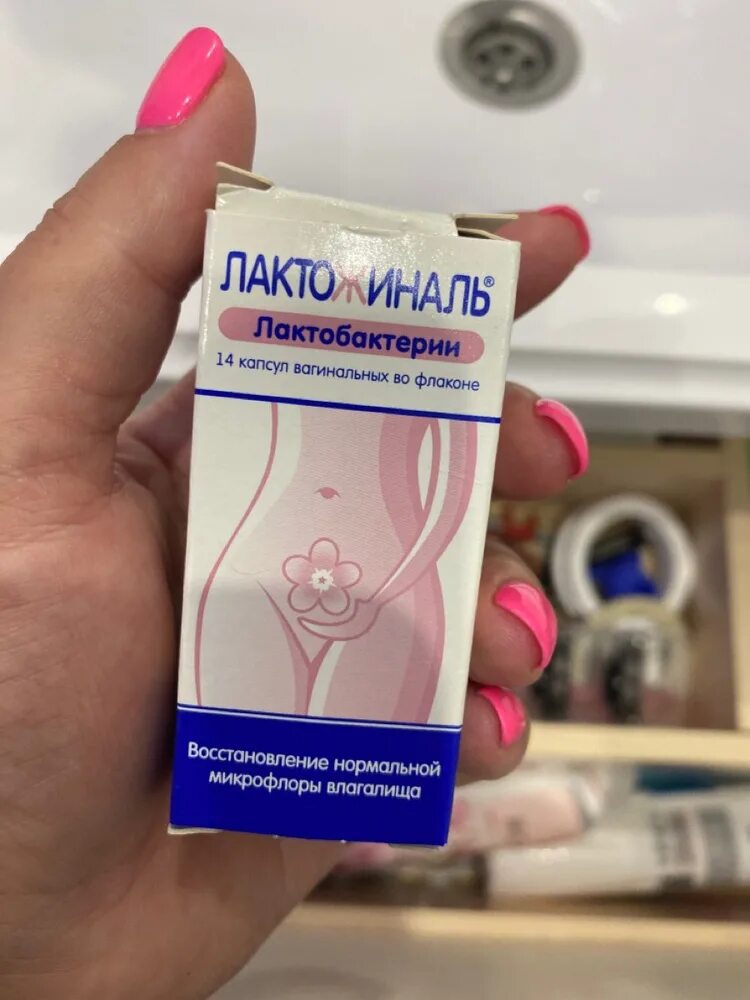 ЛАКТОЖИНАЛЬ®
Лактобактерии
14 капсул вагинальных во флаконе
Восстановление нормальной
микрофлоры влагалища